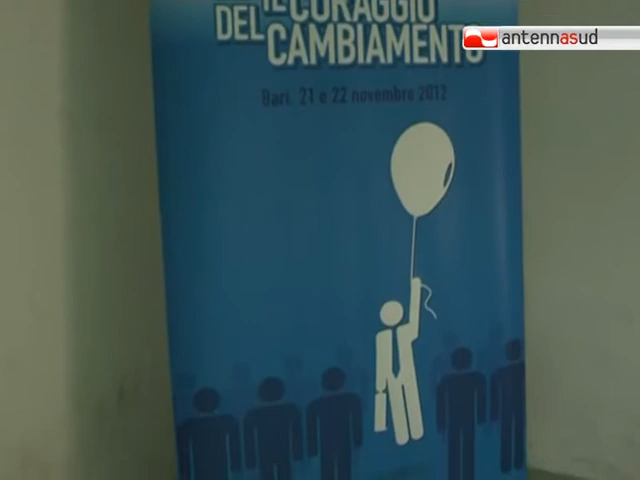 IL CORAGGIO
DEL CAMBIAMENTO
Bari, 21 e 22 novembre 2012
antennasud